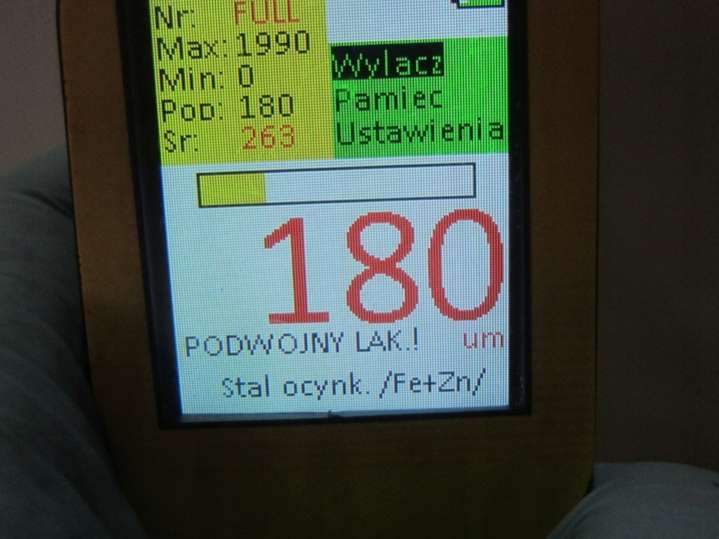 Nr: FULL
Max: 1990
Min: 0
Pop: 180
Sr: 263
Wylacz
Pamiec
Ustawienia
180
PODWOJNY LAK.! um
Stal ocynk. /Fe+Zn/